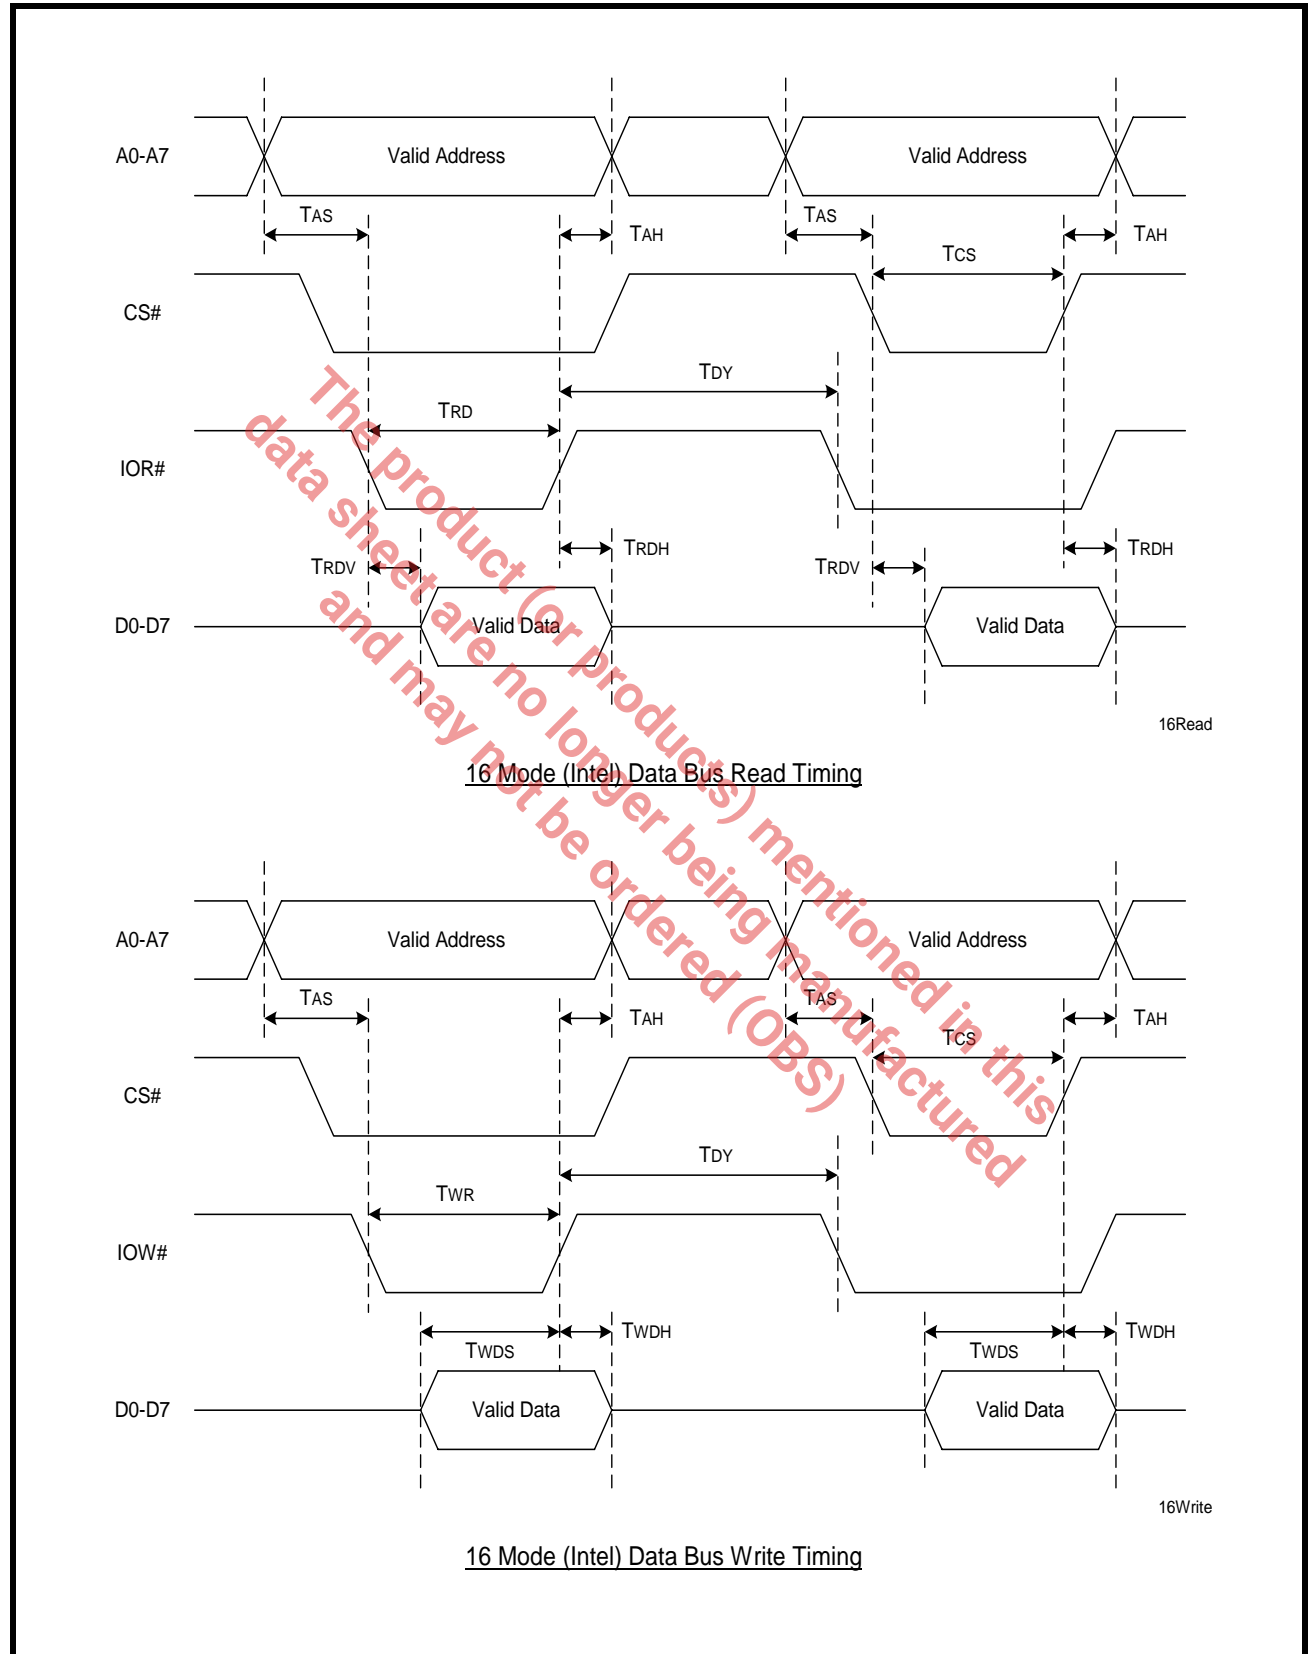 A0-A7
Valid Address
Valid Address
TAS
TAH
TAS
TAH
TCS
CS#
TDY
TRD
IOR#
TRDV
TRDH
TRDV
TRDH
D0-D7
Valid Data
Valid Data
16Read
16 Mode (Intel) Data Bus Read Timing
The product (or products) mentioned in this
data sheet are no longer being manufactured
and may not be ordered (OBS)
A0-A7
Valid Address
Valid Address
TAS
TAH
TAS
TAH
TCS
CS#
TDY
TWR
IOW#
TWDS
TWDH
TWDS
TWDH
D0-D7
Valid Data
Valid Data
16Write
16 Mode (Intel) Data Bus Write Timing